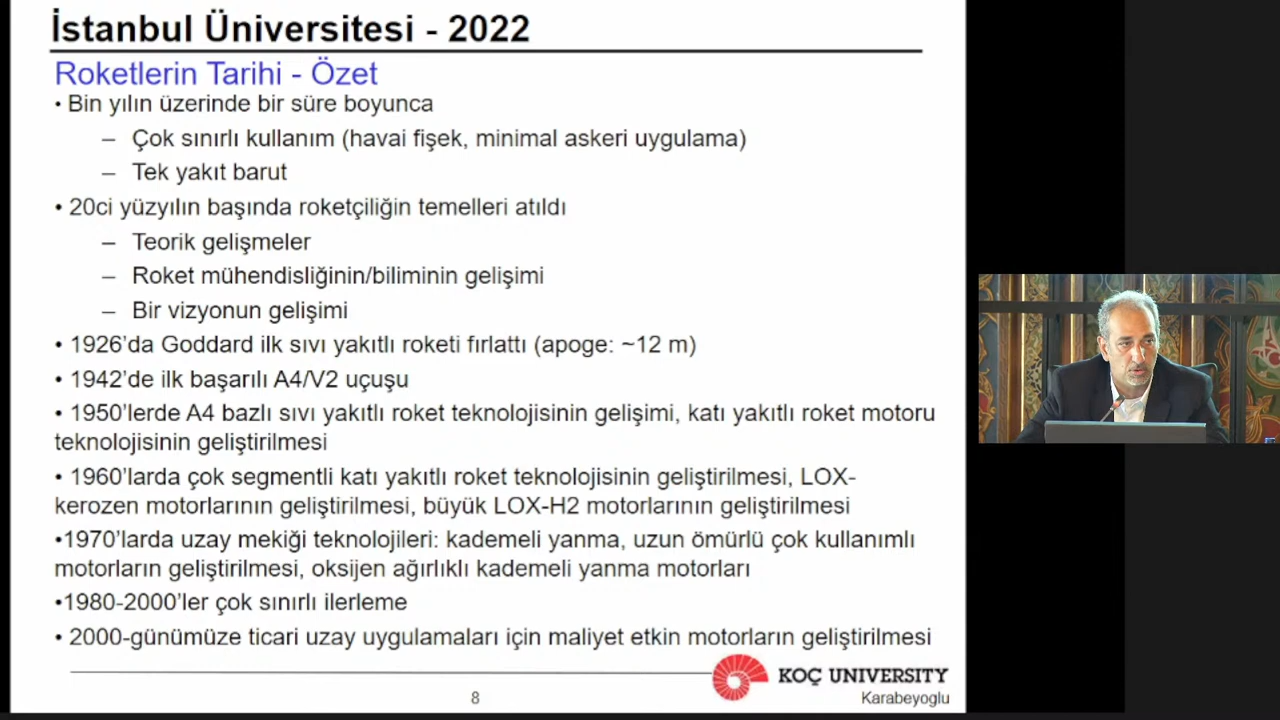 İstanbul Üniversitesi - 2022
Roketlerin Tarihi - Özet
• Bin yılın üzerinde bir süre boyunca
– Çok sınırlı kullanım (havai fişek, minimal askeri uygulama)
– Tek yakıt barut
• 20ci yüzyılın başında roketçiliğin temelleri atıldı
– Teorik gelişmeler
– Roket mühendisliğinin/biliminin gelişimi
– Bir vizyonun gelişimi
• 1926’da Goddard ilk sıvı yakıtlı roketi fırlattı (apoge: ~12 m)
• 1942’de ilk başarılı A4/V2 uçuşu
• 1950’lerde A4 bazlı sıvı yakıtlı roket teknolojisinin gelişimi, katı yakıtlı roket motoru
teknolojisinin geliştirilmesi
• 1960’larda çok segmentli katı yakıtlı roket teknolojisinin geliştirilmesi, LOX-
kerozen motorlarının geliştirilmesi, büyük LOX-H2 motorlarının geliştirilmesi
•1970’larda uzay mekiği teknolojileri: kademeli yanma, uzun ömürlü çok kullanımlı
motorların geliştirilmesi, oksijen ağırlıklı kademeli yanma motorları
•1980-2000’ler çok sınırlı ilerleme
• 2000-günümüze ticari uzay uygulamaları için maliyet etkin motorların geliştirilmesi
KOÇ UNIVERSITY
8
Karabeyoglu